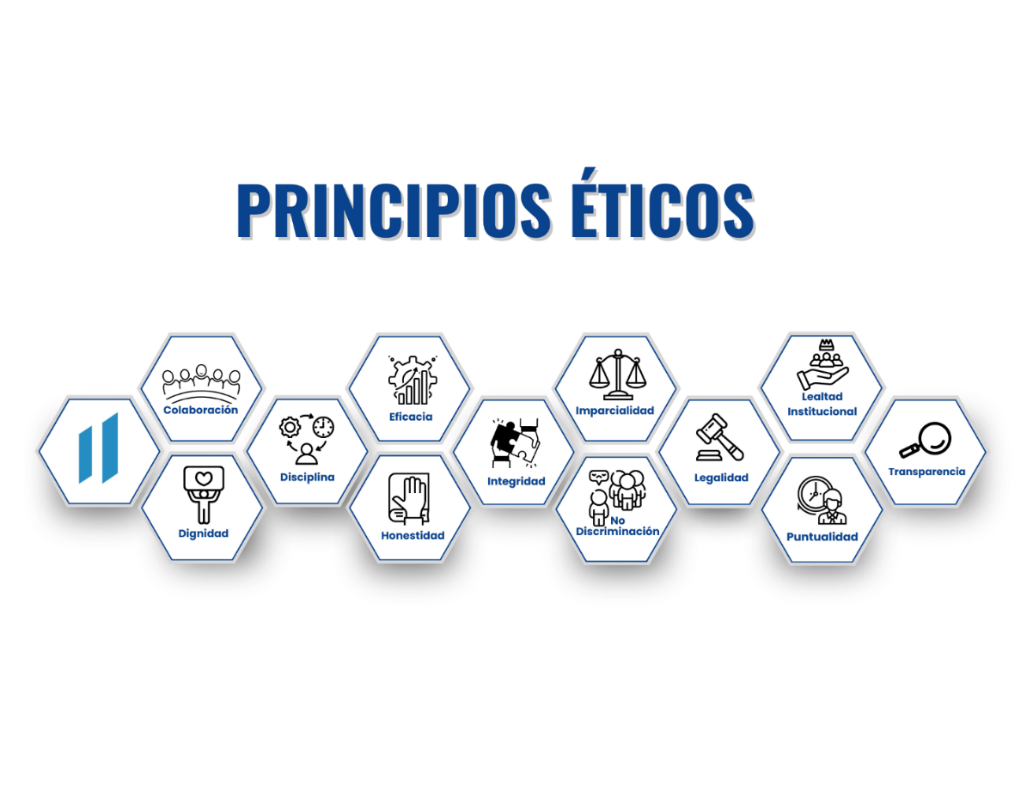 PRINCIPIOS ÉTICOS
Colaboración
Dignidad
Disciplina
Eficacia
Honestidad
Integridad
Imparcialidad
No
Discriminación
Legalidad
Lealtad
Institucional
Puntualidad
Transparencia